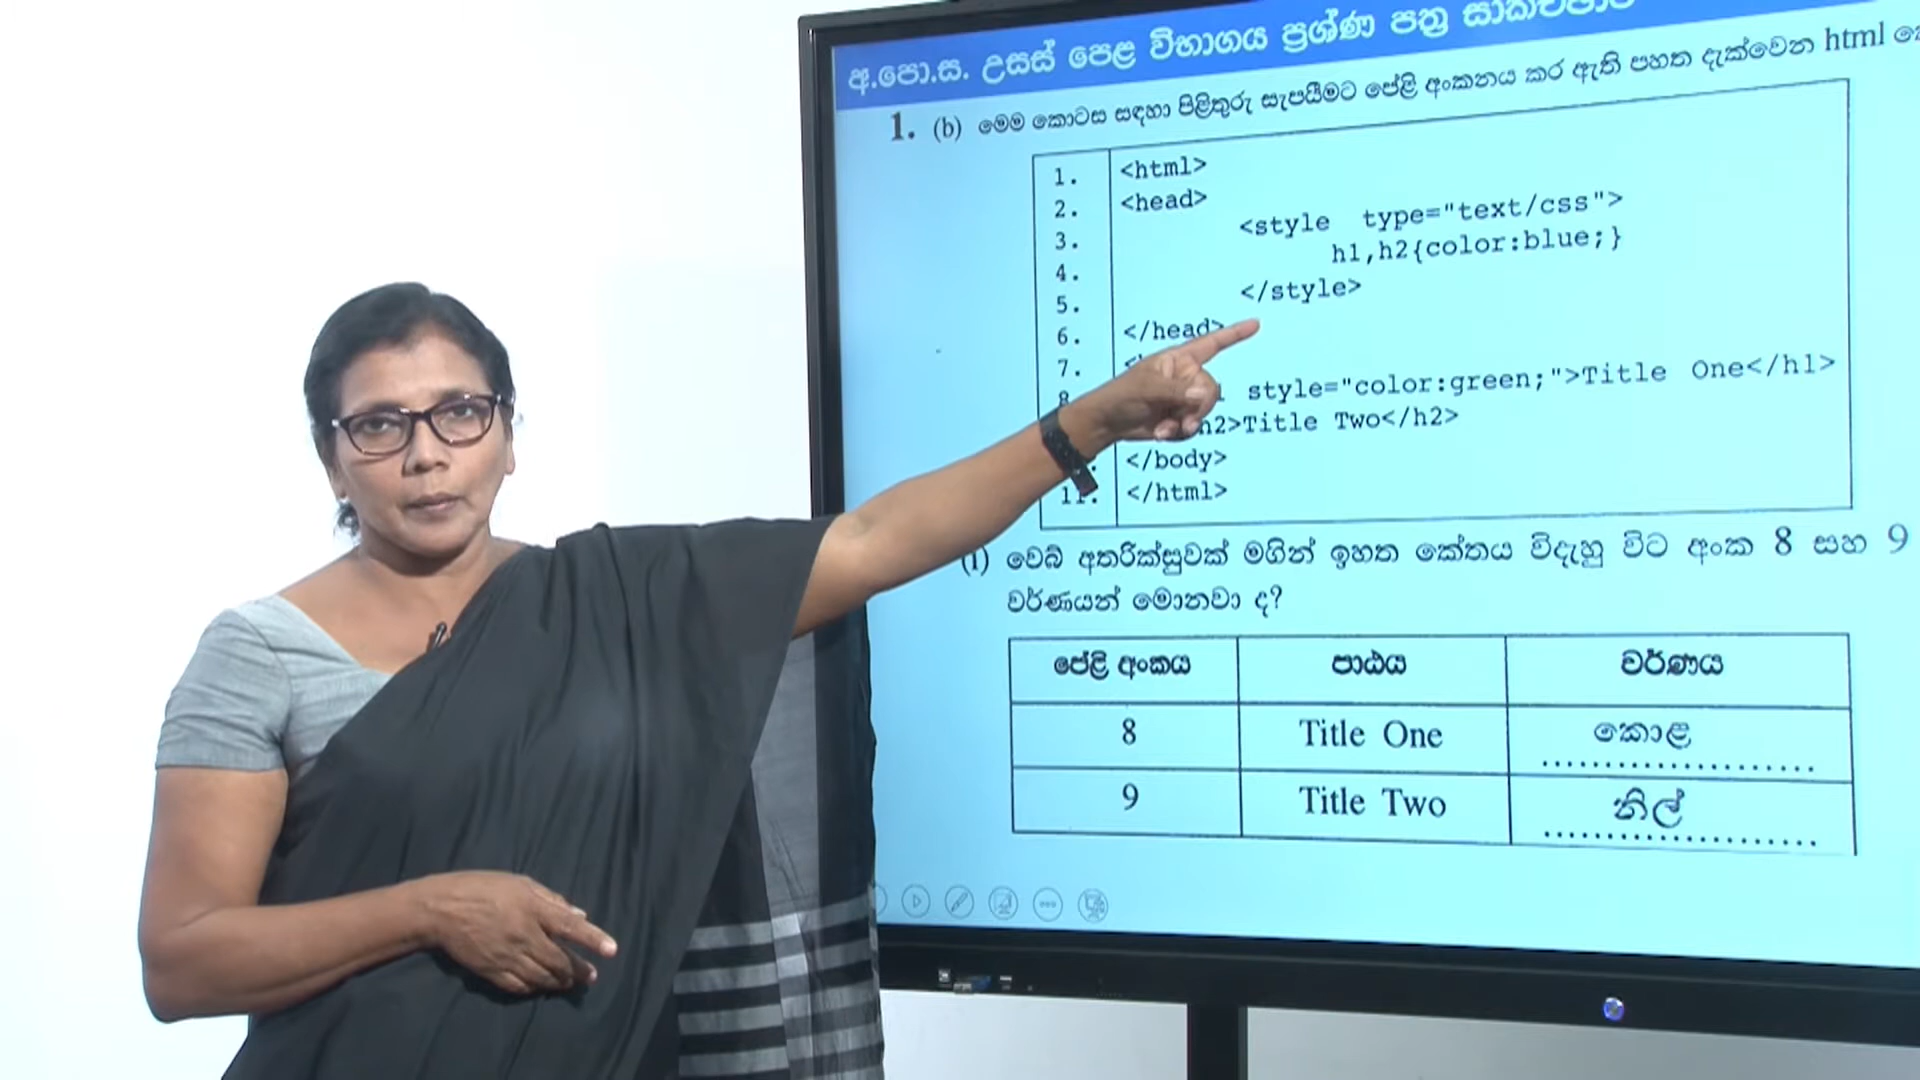 අ.පො.ස. උසස් පෙළ විභාගය ප්‍රශ්ණ පත්‍ර
1. (b) මෙම කොටස සඳහා පිළිතුරු සැපයීමට පේළි අංකනය කර ඇති පහත දැක්වෙන html
1. <html>
2. <head>
3. <style type="text/css">
4. h1,h2{color:blue;}
5. </style>
6. </head>
7.
8 style="color:green;">Title One</h1>
h2>Title Two</h2>
</body>
11. </html>
(i) වෙබ් අතරික්සුවක් මගින් ඉහත කේතය විදැහු විට අංක 8 සහ 9
වර්ණයන් මොනවා ද?
පේළි අංකය පාඨය වර්ණය
8 Title One කොළ
9 Title Two නිල්